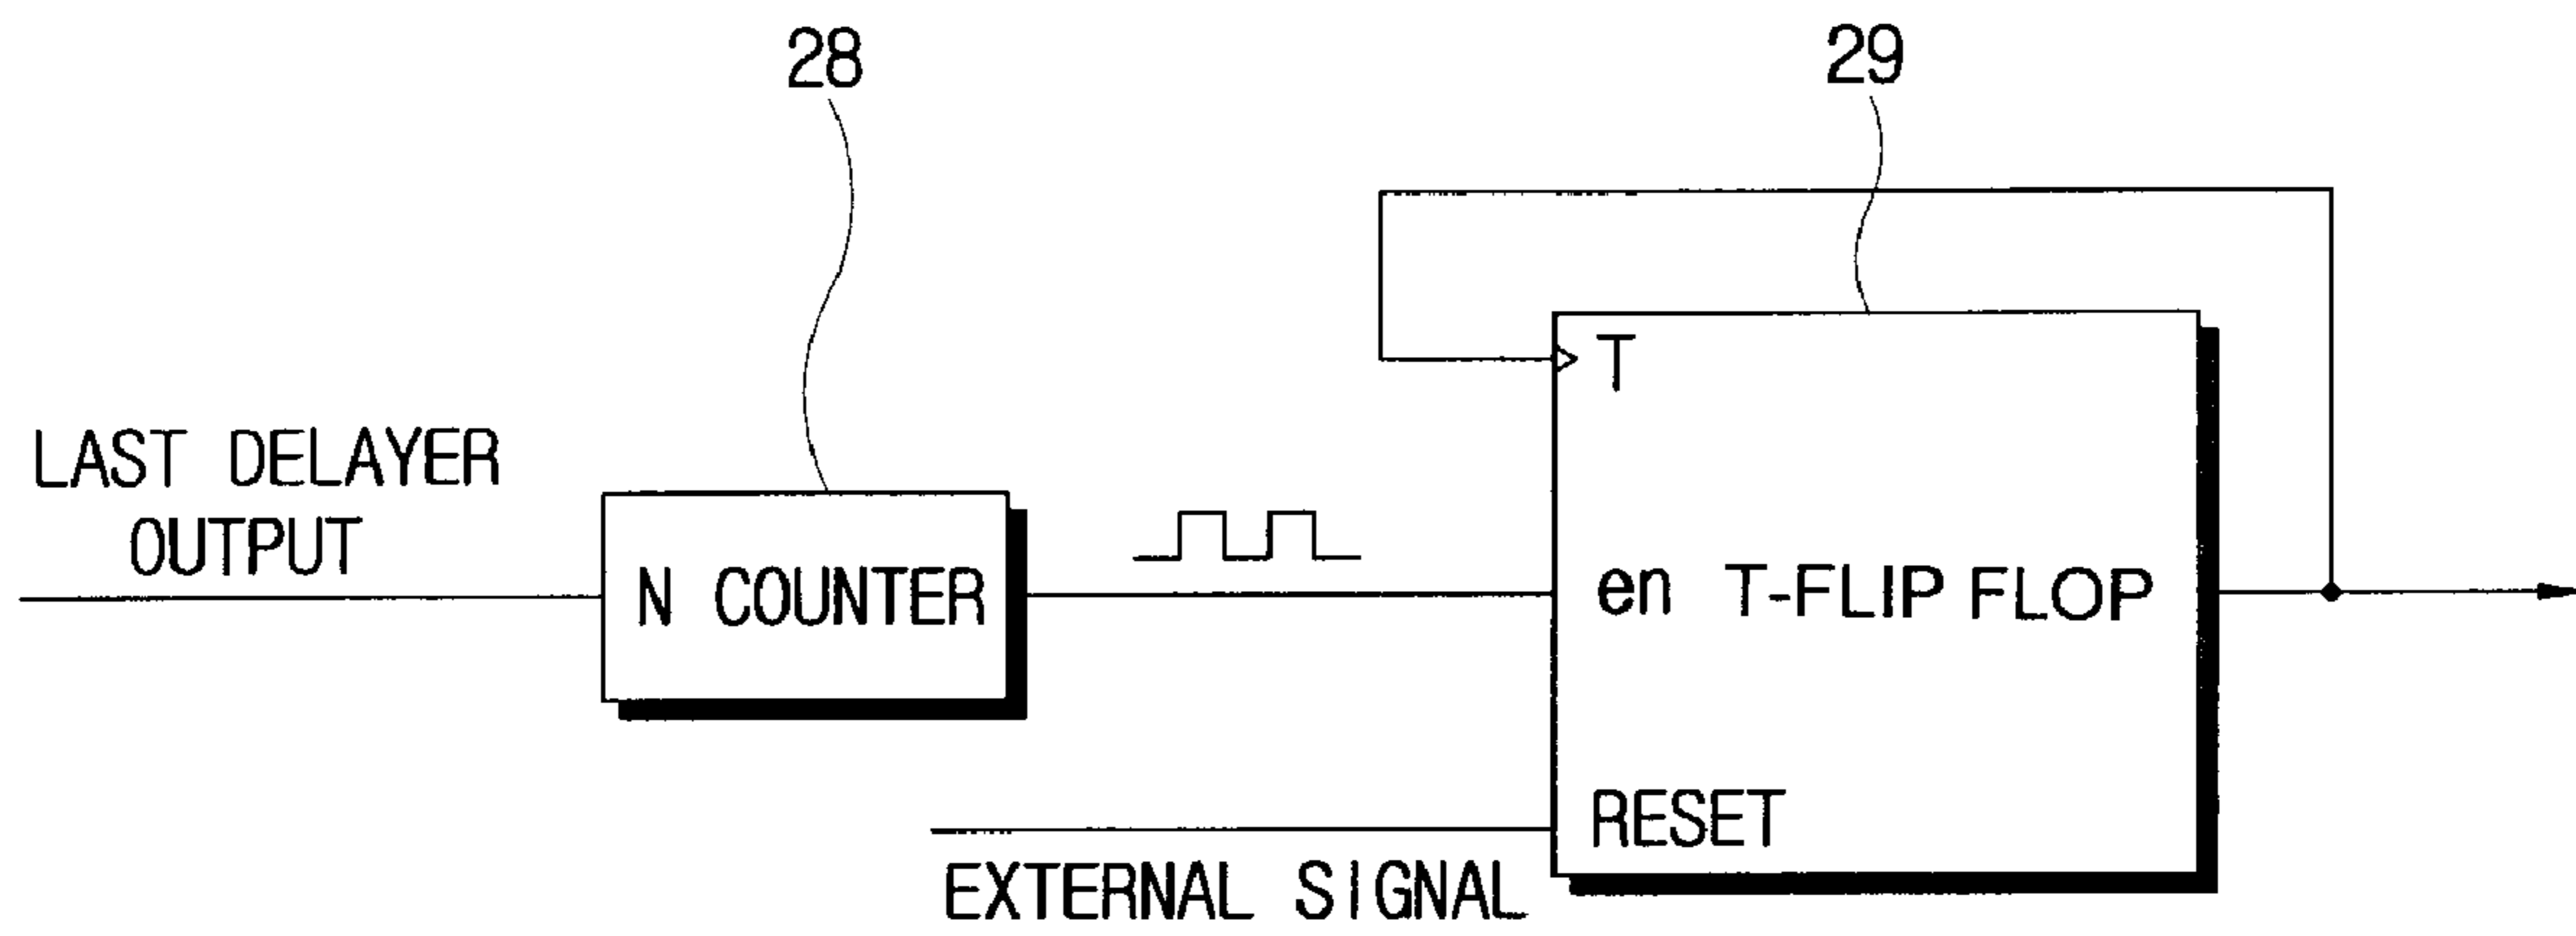 28
29
T
LAST DELAYER
OUTPUT
N COUNTER
en T-FLIP FLOP
RESET
EXTERNAL SIGNAL